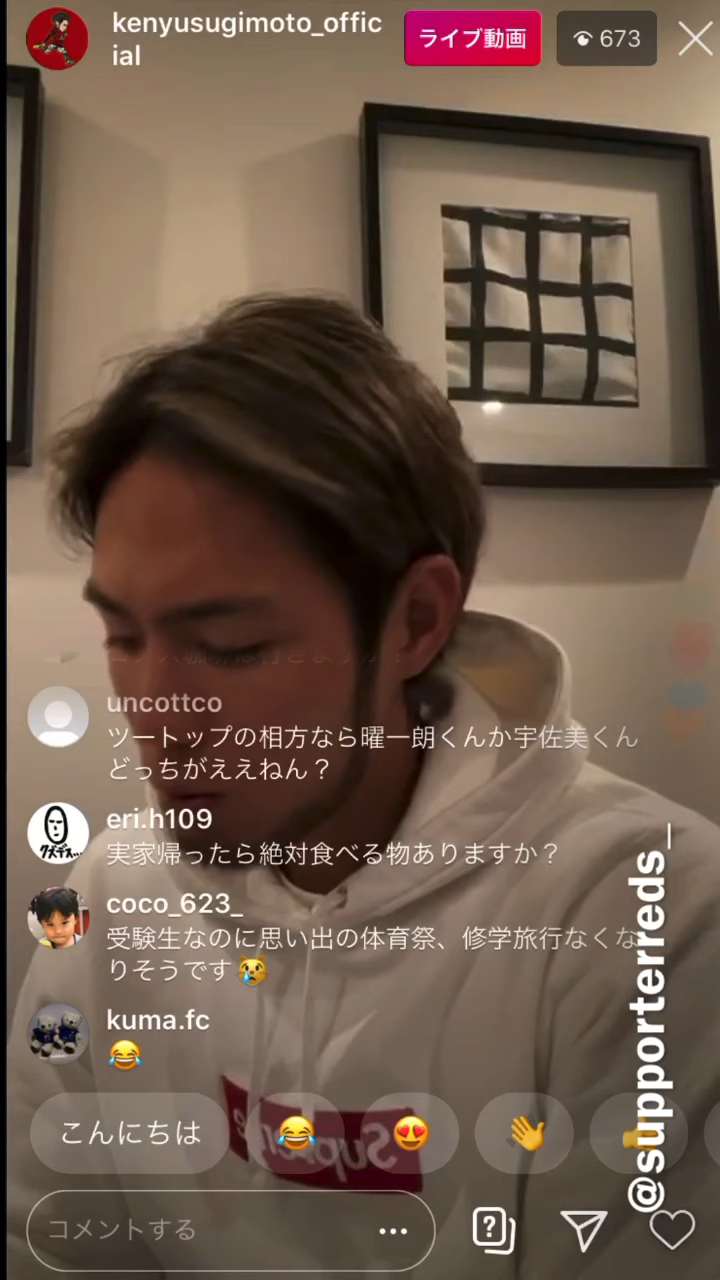 kenyusugimoto_offic
ial
ライブ動画
673
uncottco
ツートップの相方なら曜一朗くんか宇佐美くん
どっちがええねん？
eri.h109
実家帰ったら絶対食べる物ありますか？
coco_623_
受験生なのに思い出の体育祭、修学旅行なくな
りそうです😿
kuma.fc
😂
こんにちは 😂 😍 👋
Supreme
コメントする
@supporterreds_